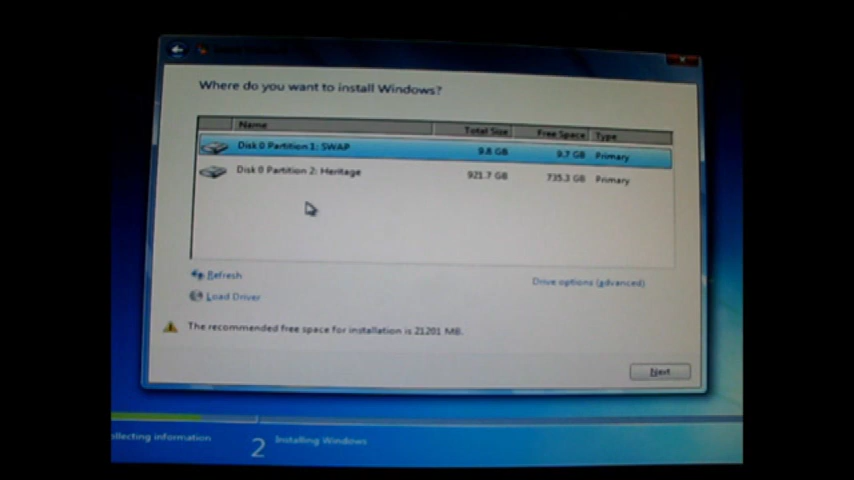 Where do you want to install Windows?
Name Total Size Free Space Type
Disk 0 Partition 1: SWAP 9.8 GB 9.7 GB Primary
Disk 0 Partition 2: Heritage 921.7 GB 735.3 GB Primary
Refresh
Drive options (advanced)
Load Driver
The recommended free space for installation is 21201 MB.
Next
ollecting information
2 Installing Windows